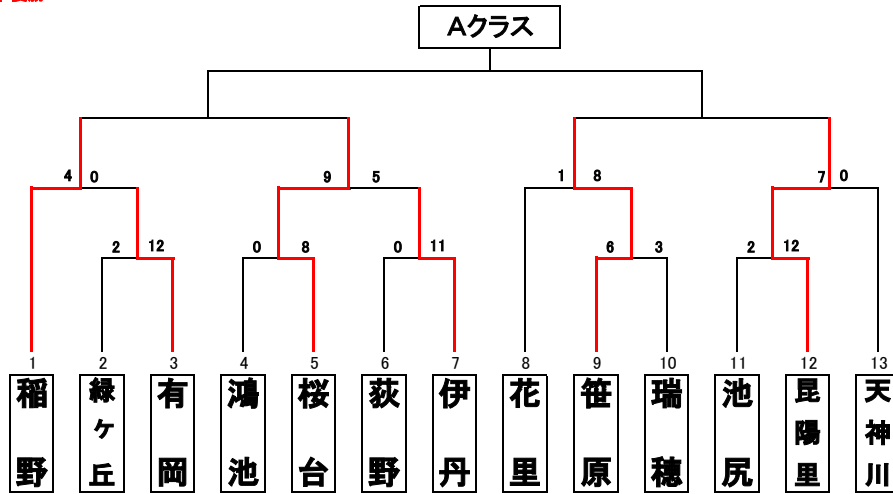 Aクラス
4 0 9 5 1 8 7 0
2 12 0 8 0 11 6 3 2 12
1 2 3 4 5 6 7 8 9 10 11 12 13
稲野
緑ケ丘
有岡
鴻池
桜台
荻野
伊丹
花里
笹原
瑞穂
池尻
昆陽里
天神川